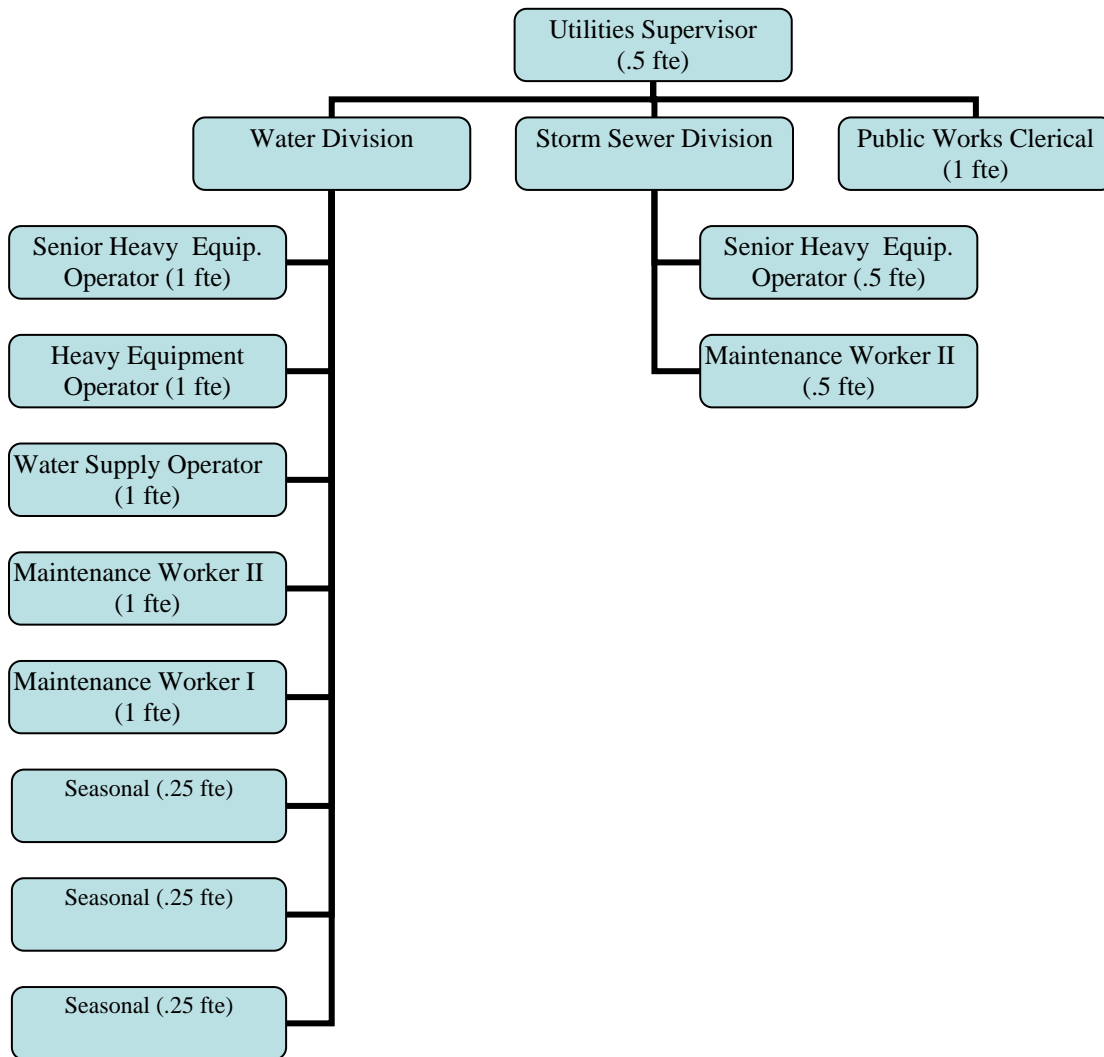 Utilities Supervisor
(.5 fte)
Water Division
Storm Sewer Division
Public Works Clerical
(1 fte)
Senior Heavy  Equip.
Operator (1 fte)
Senior Heavy  Equip.
Operator (.5 fte)
Heavy Equipment
Operator (1 fte)
Maintenance Worker II
(.5 fte)
Water Supply Operator
(1 fte)
Maintenance Worker II
(1 fte)
Maintenance Worker I
(1 fte)
Seasonal (.25 fte)
Seasonal (.25 fte)
Seasonal (.25 fte)